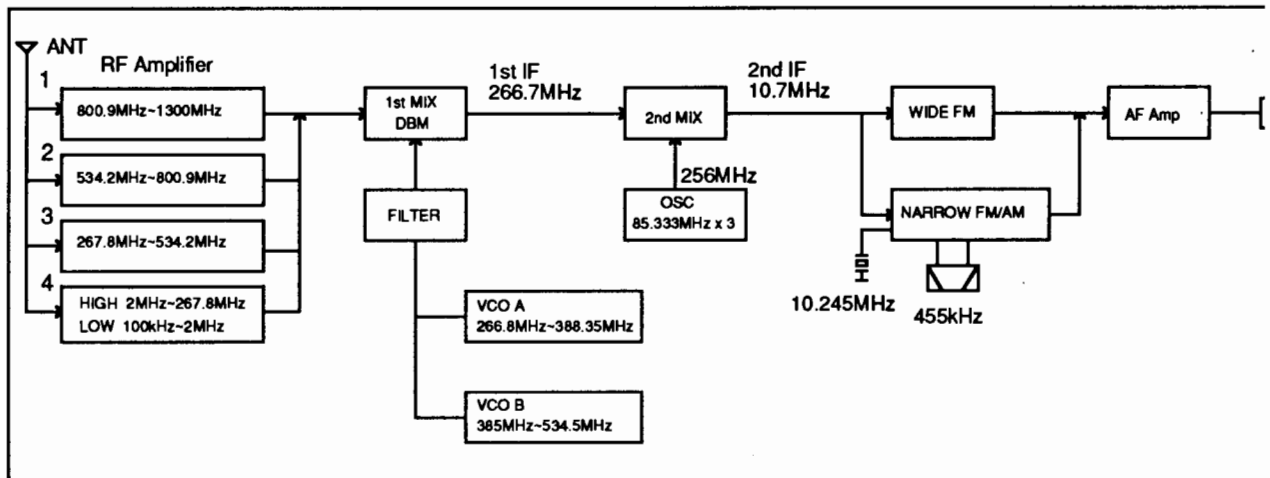 ANT
RF Amplifier
1
800.9MHz~1300MHz
2
534.2MHz~800.9MHz
3
267.8MHz~534.2MHz
4
HIGH 2MHz~267.8MHz
LOW 100kHz~2MHz
1st MIX
DBM
FILTER
VCO A
266.8MHz~388.35MHz
VCO B
385MHz~534.5MHz
1st IF
266.7MHz
2nd MIX
256MHz
OSC
85.333MHz x 3
2nd IF
10.7MHz
WIDE FM
NARROW FM/AM
10.245MHz
455kHz
AF Amp